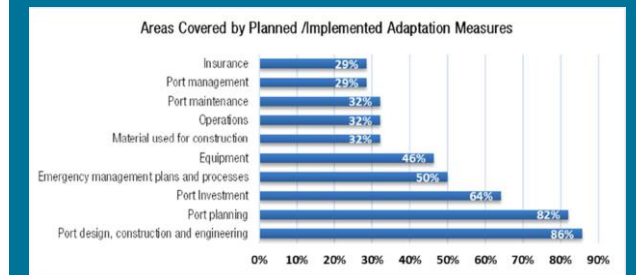 Areas Covered by Planned /Implemented Adaptation Measures
Insurance 29%
Port management 29%
Port maintenance 32%
Operations 32%
Material used for construction 32%
Equipment 46%
Emergency management plans and processes 50%
Port Investment 64%
Port planning 82%
Port design, construction and engineering 86%
0% 10% 20% 30% 40% 50% 60% 70% 80% 90%